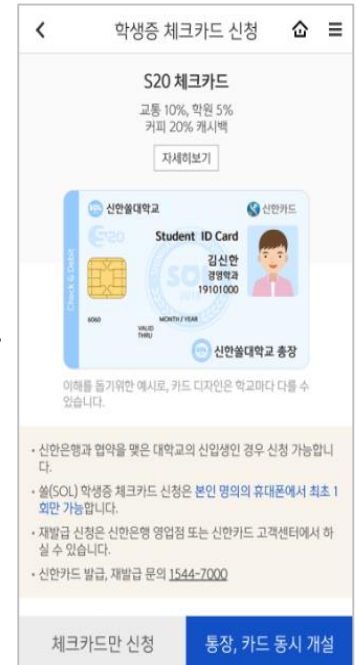 학생증 체크카드 신청
S20 체크카드
교통 10%, 학원 5%
커피 20% 캐시백
자세히보기
신한쏠대학교
신한카드
S20
Student ID Card
김신한
경영학과
19101000
Check & Debit
SOL
6060
MONTH / YEAR
VALID
THRU
신한쏠대학교 총장
이해를 돕기위한 예시로, 카드 디자인은 학교마다 다를 수
있습니다.
• 신한은행과 협약을 맺은 대학교의 신입생인 경우 신청 가능합니
다.
• 쏠(SOL) 학생증 체크카드 신청은 본인 명의의 휴대폰에서 최초 1
회만 가능합니다.
• 재발급 신청은 신한은행 영업점 또는 신한카드 고객센터에서 하
실 수 있습니다.
• 신한카드 발급, 재발급 문의 1544-7000
체크카드만 신청
통장, 카드 동시 개설